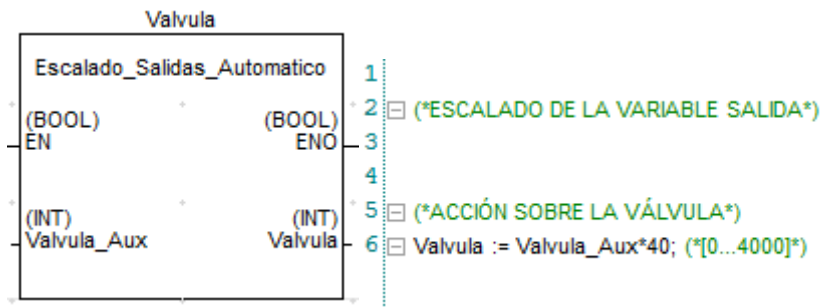 Valvula
Escalado_Salidas_Automatico
(BOOL) (BOOL)
EN ENO
(INT) (INT)
Valvula_Aux Valvula
1
2 (*ESCALADO DE LA VARIABLE SALIDA*)
3
4
5 (*ACCIÓN SOBRE LA VÁLVULA*)
6 Valvula := Valvula_Aux*40; (*[0...4000]*)